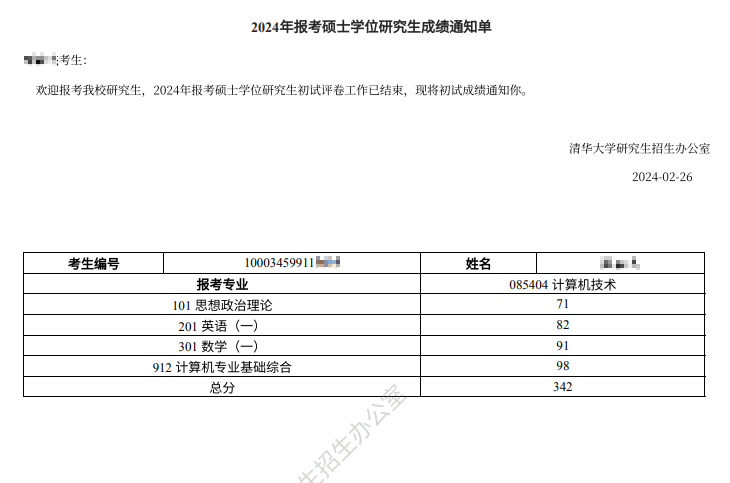 2024年报考硕士学位研究生成绩通知单
考生：
欢迎报考我校研究生，2024年报考硕士学位研究生初试评卷工作已结束，现将初试成绩通知你。
清华大学研究生招生办公室
2024-02-26
考生编号 10003459911 姓名
报考专业 085404 计算机技术
101 思想政治理论 71
201 英语（一） 82
301 数学（一） 91
912 计算机专业基础综合 98
总分 342
生招生办公室